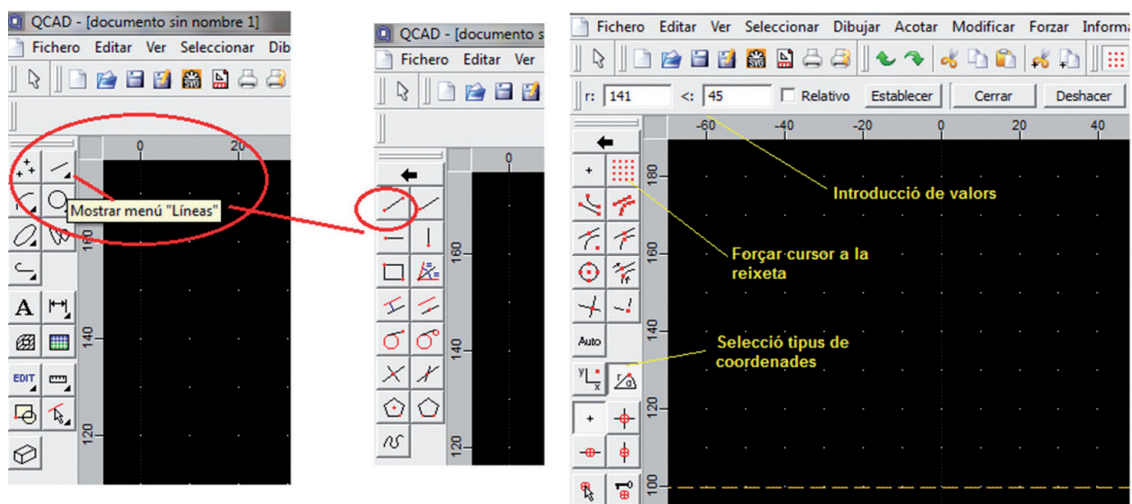 QCAD - [documento sin nombre 1]
Fichero Editar Ver Seleccionar Dib
0 20
Mostrar menú "Líneas"
160
A
140
EDIT
120
QCAD - [documento s
Fichero Editar Ver
0
160
140
120
Fichero Editar Ver Seleccionar Dibujar Acotar Modificar Forzar Informa
r: 141 <: 45 Relativo Establecer Cerrar Deshacer
-60 -40 -20 0 20 40
180
Introducció de valors
160
Forçar cursor a la
reixeta
140
Auto
Selecció tipus de
coordenades
y x r a
120
100